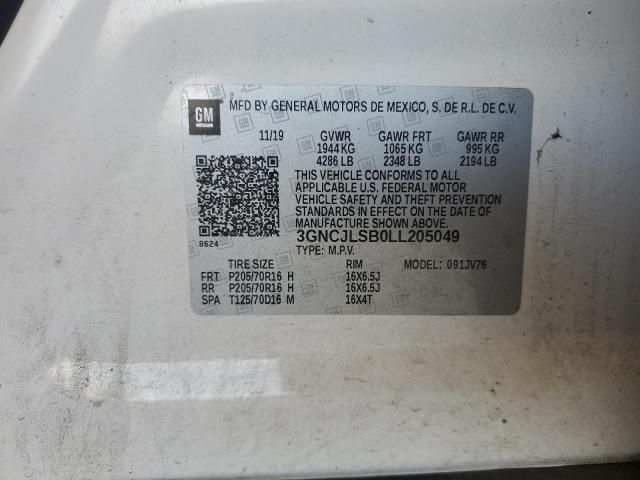 GM MFD BY GENERAL MOTORS DE MEXICO, S. DE R.L. DE C.V.
11/19 GVWR GAWR FRT GAWR RR
1944 KG 1065 KG 995 KG
4286 LB 2348 LB 2194 LB
THIS VEHICLE CONFORMS TO ALL
APPLICABLE U.S. FEDERAL MOTOR
VEHICLE SAFETY AND THEFT PREVENTION
STANDARDS IN EFFECT ON THE DATE OF
MANUFACTURE SHOWN ABOVE.
8624 3GNCJLSB0LL205049
TYPE: M.P.V. MODEL: 091JV76
TIRE SIZE RIM
FRT P205/70R16 H 16X6.5J
RR P205/70R16 H 16X6.5J
SPA T125/70D16 M 16X4T